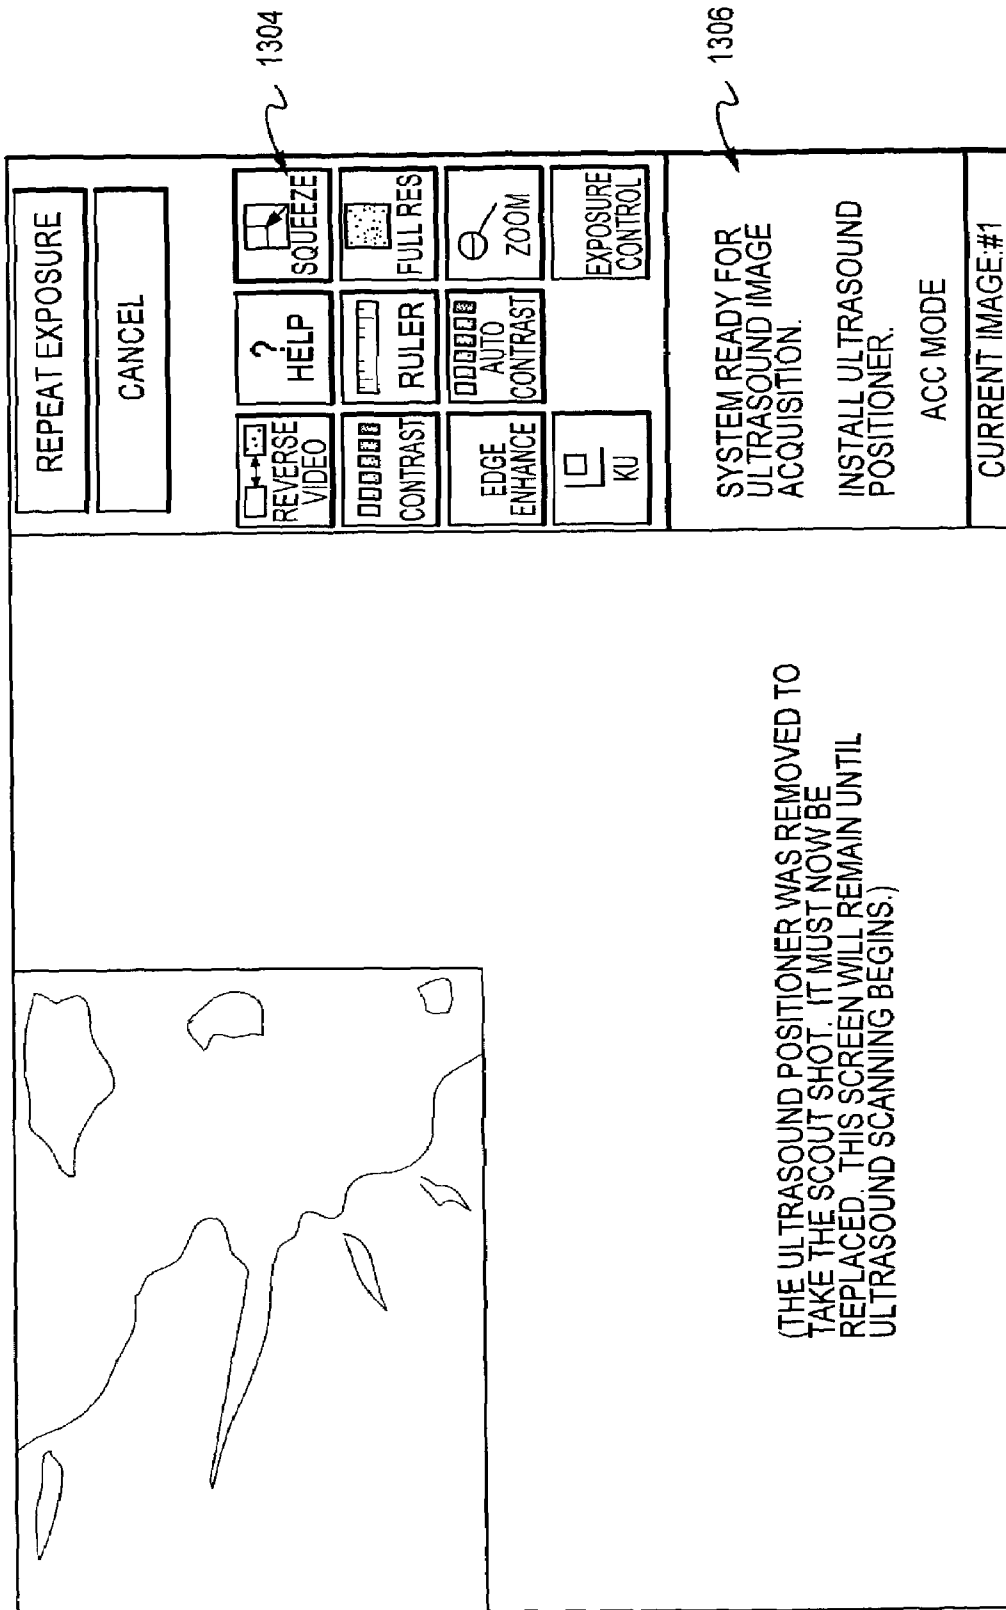 REPEAT EXPOSURE
CANCEL
1304
REVERSE
VIDEO
?
HELP
SQUEEZE
CONTRAST
RULER
FULL RES
EDGE
ENHANCE
AUTO
CONTRAST
ZOOM
KU
EXPOSURE
CONTROL
1306
SYSTEM READY FOR
ULTRASOUND IMAGE
ACQUISITION.
INSTALL ULTRASOUND
POSITIONER.
ACC MODE
CURRENT IMAGE:#1
(THE ULTRASOUND POSITIONER WAS REMOVED TO
TAKE THE SCOUT SHOT. IT MUST NOW BE
REPLACED. THIS SCREEN WILL REMAIN UNTIL
ULTRASOUND SCANNING BEGINS.)